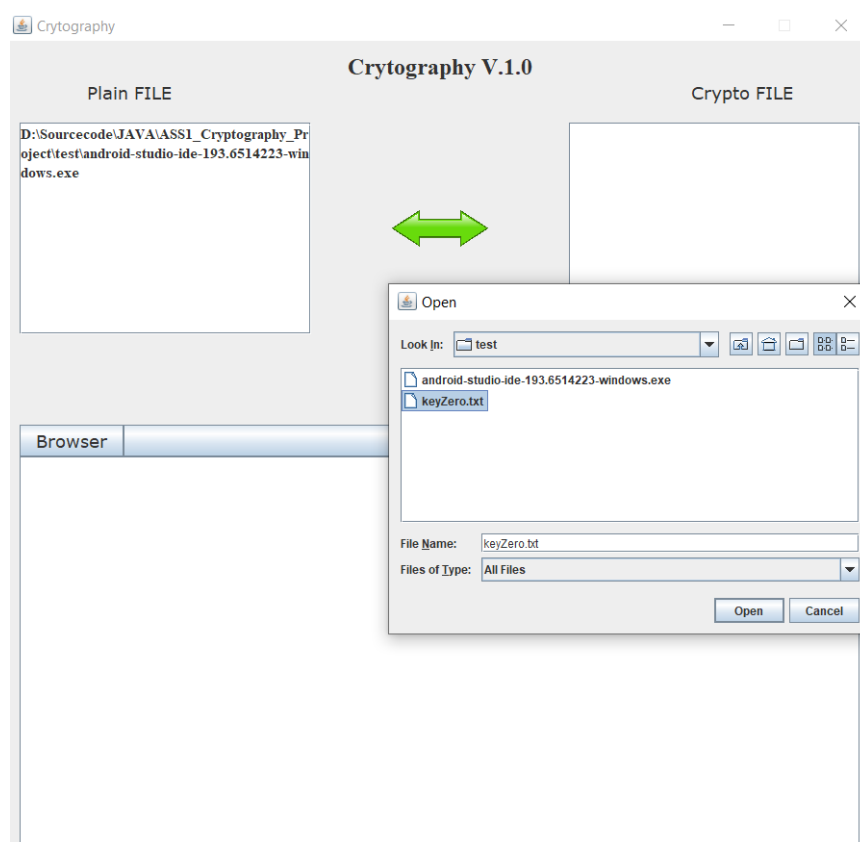 Crytography
Crytography V.1.0
Plain FILE
Crypto FILE
D:\Sourcecode\JAVA\ASS1_Cryptography_Pr
oject\test\android-studio-ide-193.6514223-win
dows.exe
Open
Look In: test
android-studio-ide-193.6514223-windows.exe
keyZero.txt
Browser
File Name: keyZero.txt
Files of Type: All Files
Open Cancel